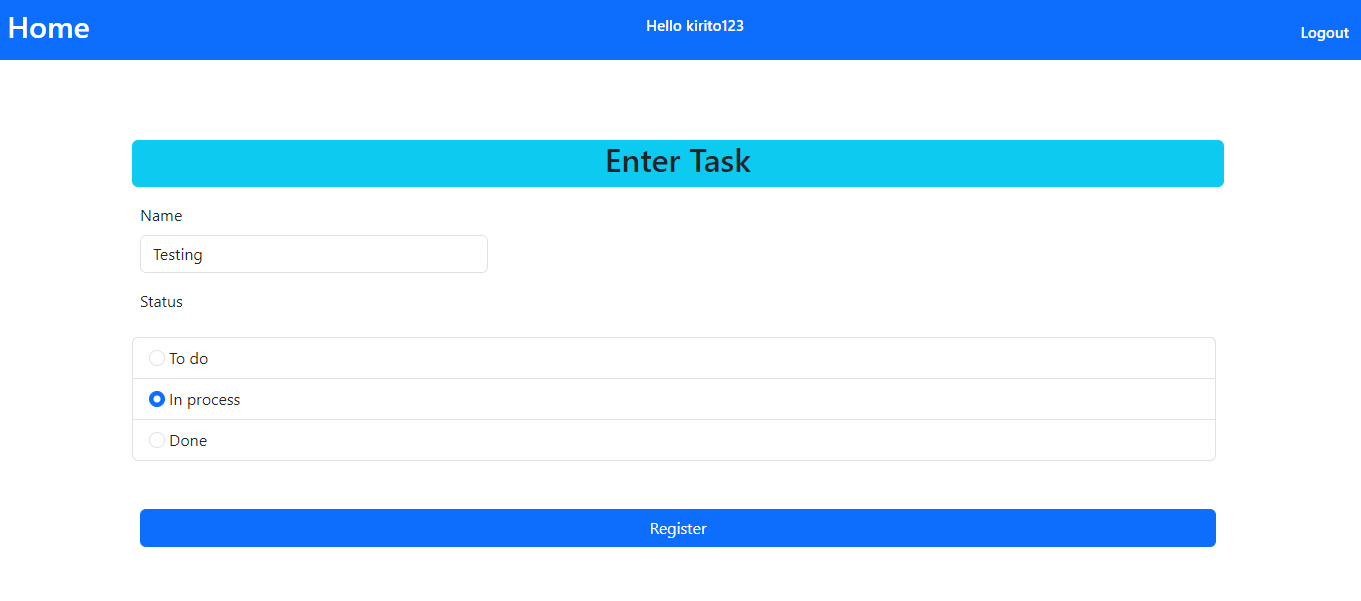 Home
Hello kirito123
Logout
Enter Task
Name
Testing
Status
To do
In process
Done
Register